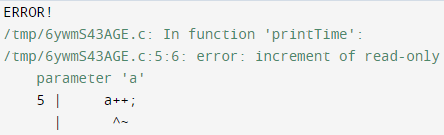 ERROR!
/tmp/6ywmS43AGE.c: In function 'printTime':
/tmp/6ywmS43AGE.c:5:6: error: increment of read-only
parameter 'a'
5 |     a++;
  |      ^~